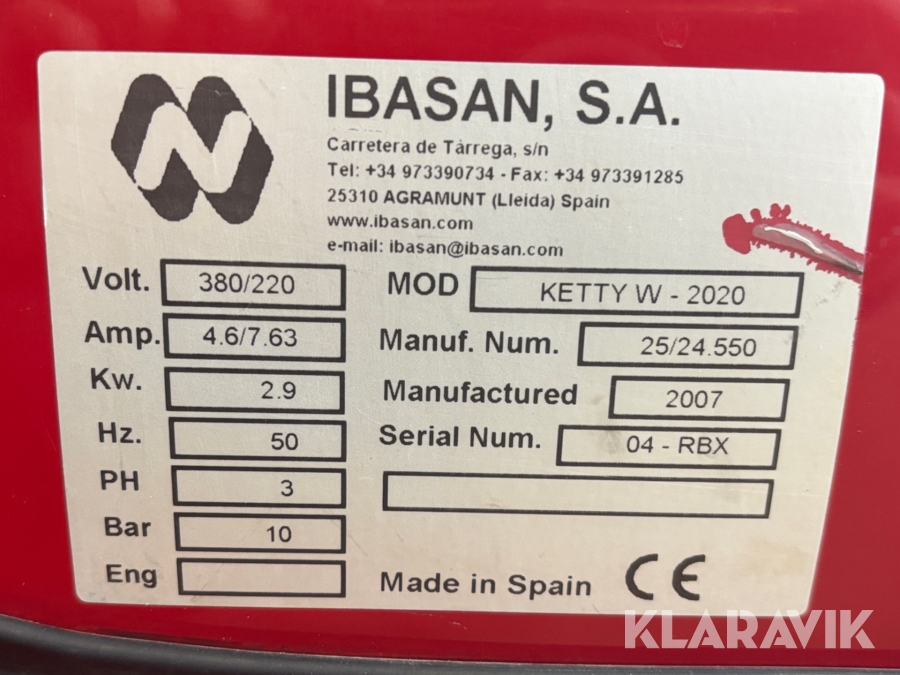 IBASAN, S.A.
Carretera de Tàrrega, s/n
Tel: +34 973390734 - Fax: +34 973391285
25310 AGRAMUNT (Lleida) Spain
www.ibasan.com
e-mail: ibasan@ibasan.com
Volt. 380/220
Amp. 4.6/7.63
Kw. 2.9
Hz. 50
PH 3
Bar 10
Eng
MOD KETTY W - 2020
Manuf. Num. 25/24.550
Manufactured 2007
Serial Num. 04 - RBX
Made in Spain CE
KLARAVIK